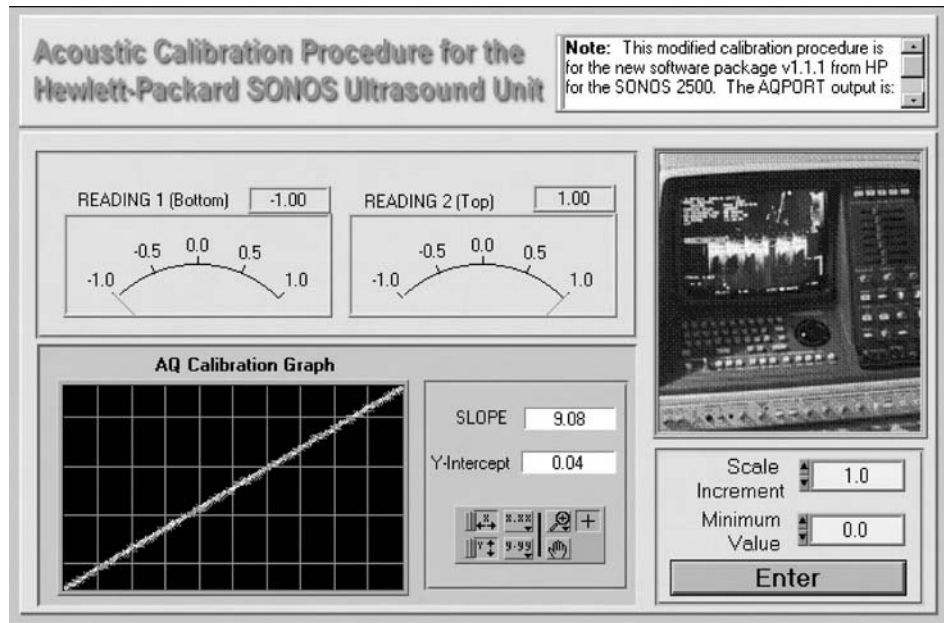 Acoustic Calibration Procedure for the
Hewlett-Packard SONOS Ultrasound Unit
Note: This modified calibration procedure is
for the new software package v1.1.1 from HP
for the SONOS 2500. The AQPORT output is:
READING 1 (Bottom) -1.00
-1.0 -0.5 0.0 0.5 1.0
READING 2 (Top) 1.00
-1.0 -0.5 0.0 0.5 1.0
AQ Calibration Graph
SLOPE 9.08
Y-Intercept 0.04
X x.xx
Y y.yy
Scale
Increment 1.0
Minimum
Value 0.0
Enter